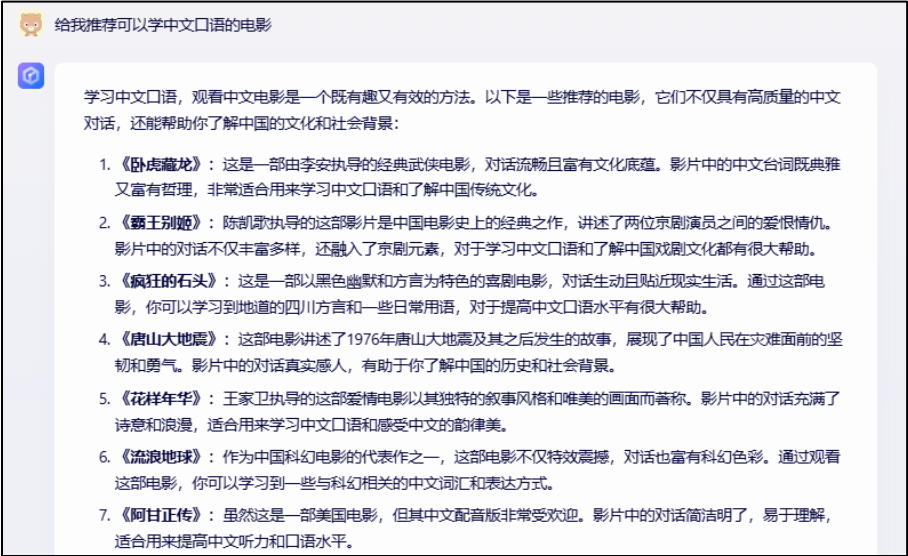 给我推荐可以学中文口语的电影
学习中文口语，观看中文电影是一个既有趣又有效的方法。以下是一些推荐的电影，它们不仅具有高质量的中文
对话，还能帮助你了解中国的文化和社会背景：
1. 《卧虎藏龙》：这是一部由李安执导的经典武侠电影，对话流畅且富有文化底蕴。影片中的中文台词既典雅
又富有哲理，非常适合用来学习中文口语和了解中国传统文化。
2. 《霸王别姬》：陈凯歌执导的这部影片是中国电影史上的经典之作，讲述了两位京剧演员之间的爱恨情仇。
影片中的对话不仅丰富多样，还融入了京剧元素，对于学习中文口语和了解中国戏剧文化都有很大帮助。
3. 《疯狂的石头》：这是一部以黑色幽默和方言为特色的喜剧电影，对话生动且贴近现实生活。通过这部电
影，你可以学习到地道的四川方言和一些日常用语，对于提高中文口语水平有很大帮助。
4. 《唐山大地震》：这部电影讲述了1976年唐山大地震及其之后发生的故事，展现了中国人民在灾难面前的坚
韧和勇气。影片中的对话真实感人，有助于你了解中国的历史和社会背景。
5. 《花样年华》：王家卫执导的这部爱情电影以其独特的叙事风格和唯美的画面而著称。影片中的对话充满了
诗意和浪漫，适合用来学习中文口语和感受中文的韵律美。
6. 《流浪地球》：作为中国科幻电影的代表作之一，这部电影不仅特效震撼，对话也富有科幻色彩。通过观看
这部电影，你可以学习到一些与科幻相关的中文词汇和表达方式。
7. 《阿甘正传》：虽然这是一部美国电影，但其中文配音版非常受欢迎。影片中的对话简洁明了，易于理解，
适合用来提高中文听力和口语水平。